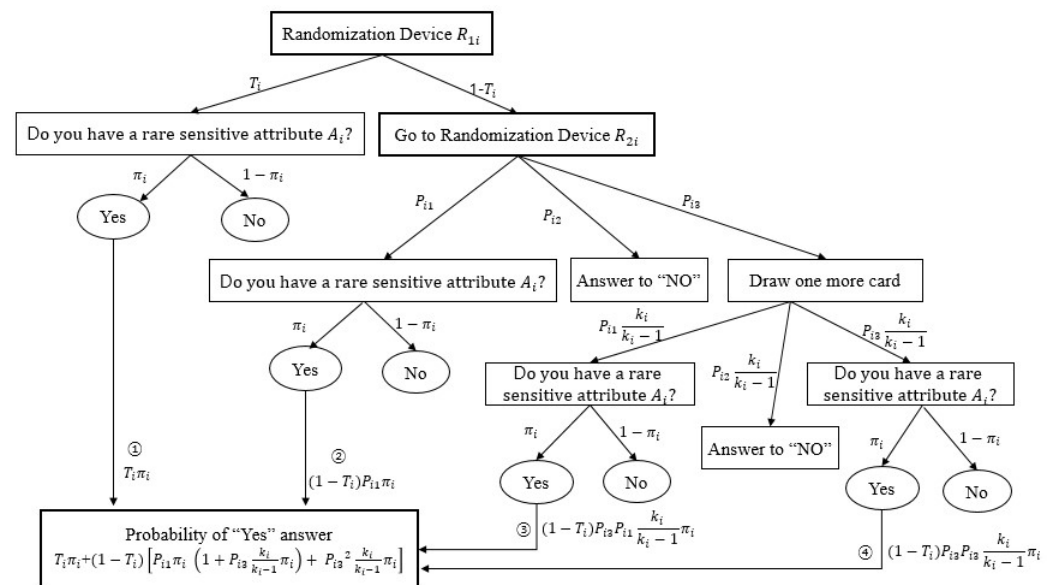 Randomization Device R₁ᵢ
Tᵢ
1-Tᵢ
Do you have a rare sensitive attribute Aᵢ?
Go to Randomization Device R₂ᵢ
πᵢ
1 − πᵢ
Pᵢ₁
Pᵢ₂
Pᵢ₃
Yes
No
Do you have a rare sensitive attribute Aᵢ?
Answer to “NO”
Draw one more card
πᵢ
1 − πᵢ
Pᵢ₁ kᵢ/(kᵢ − 1)
Pᵢ₂ kᵢ/(kᵢ − 1)
Pᵢ₃ kᵢ/(kᵢ − 1)
Yes
No
Do you have a rare
sensitive attribute Aᵢ?
Do you have a rare
sensitive attribute Aᵢ?
Answer to “NO”
πᵢ
1 − πᵢ
πᵢ
1 − πᵢ
Yes
No
Yes
No
①
Tᵢπᵢ
②
(1 − Tᵢ)Pᵢ₁πᵢ
③ (1 − Tᵢ)Pᵢ₃Pᵢ₁ kᵢ/(kᵢ − 1) πᵢ
④ (1 − Tᵢ)Pᵢ₃Pᵢ₃ kᵢ/(kᵢ − 1) πᵢ
Probability of “Yes” answer
Tᵢπᵢ+(1 − Tᵢ) [Pᵢ₁πᵢ (1 + Pᵢ₃ kᵢ/(kᵢ−1) πᵢ) + Pᵢ₃² kᵢ/(kᵢ−1) πᵢ]